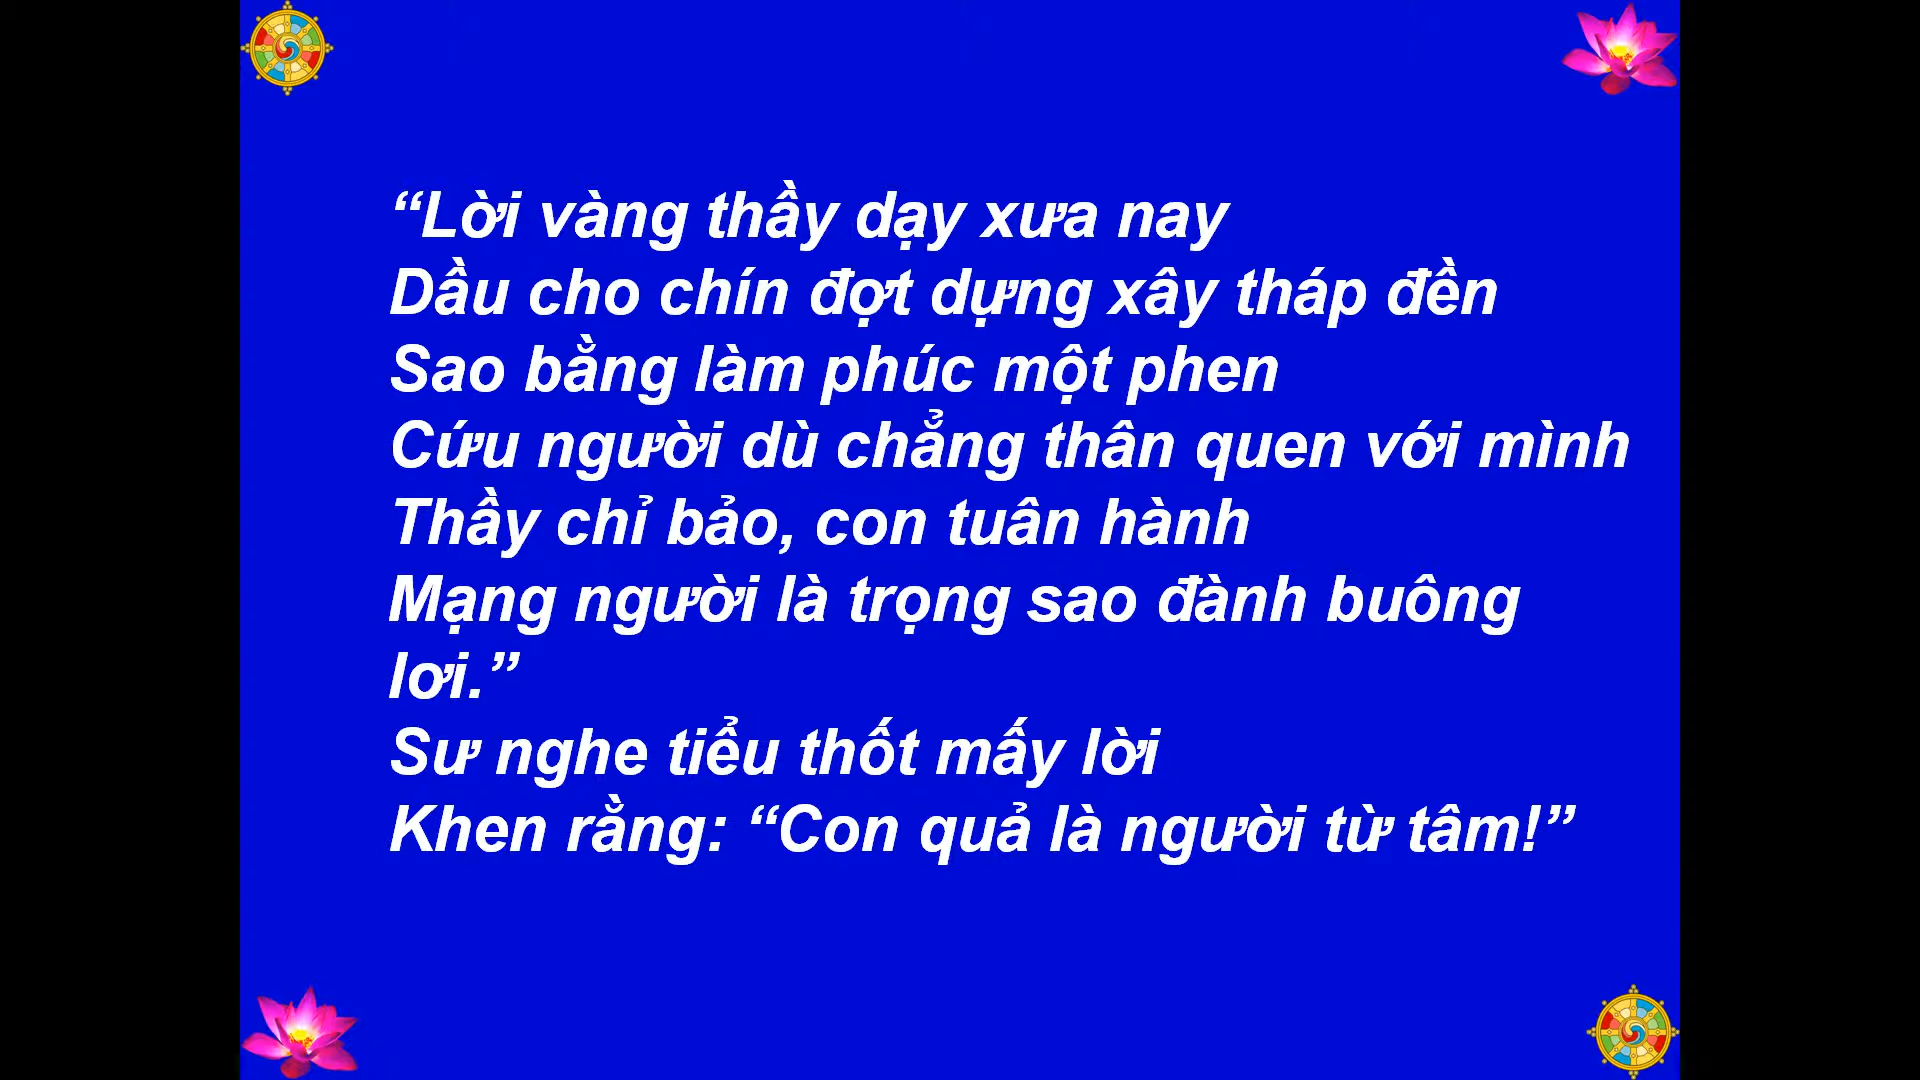 “Lời vàng thầy dạy xưa nay
Dầu cho chín đợt dựng xây tháp đền
Sao bằng làm phúc một phen
Cứu người dù chẳng thân quen với mình
Thầy chỉ bảo, con tuân hành
Mạng người là trọng sao đành buông
lơi.”
Sư nghe tiểu thốt mấy lời
Khen rằng: “Con quả là người từ tâm!”